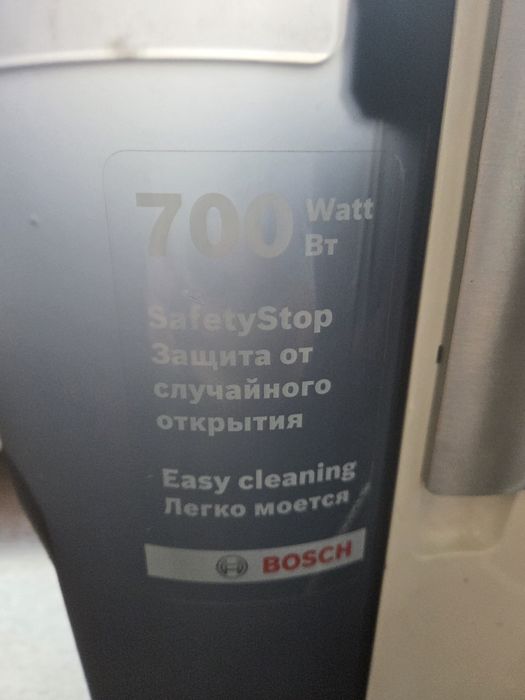 700 Watt
Вт
SafetyStop
Защита от
случайного
открытия
Easy cleaning
Легко моется
BOSCH